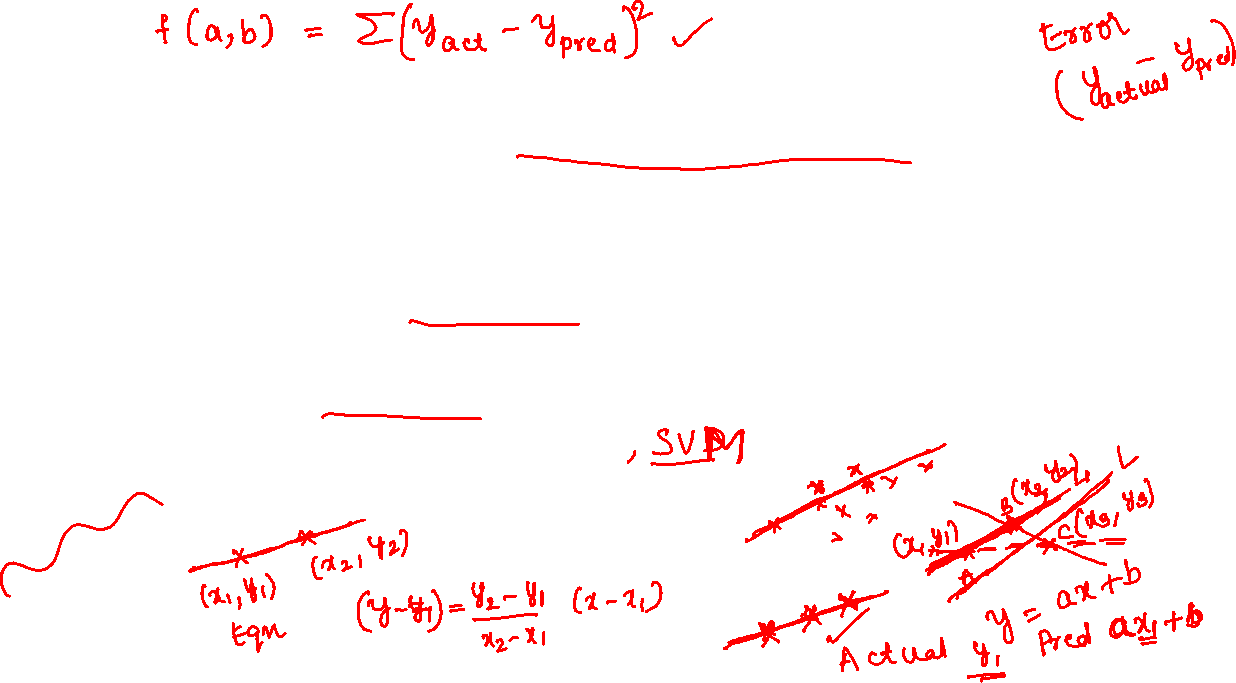 f(a,b) = Σ(y_act - y_pred)² ✓
Error
(y_actual - y_pred)
, SVM
(x₁, y₁)
(x₂, y₂)
Eqn
(y-y₁) = (y₂-y₁)/(x₂-x₁) (x-x₁)
B(x₂, y₂) L₁
L
(x₁, y₁)
A
C(x₃, y₃)
y = ax+b
Actual y₁ Pred ax₁+b